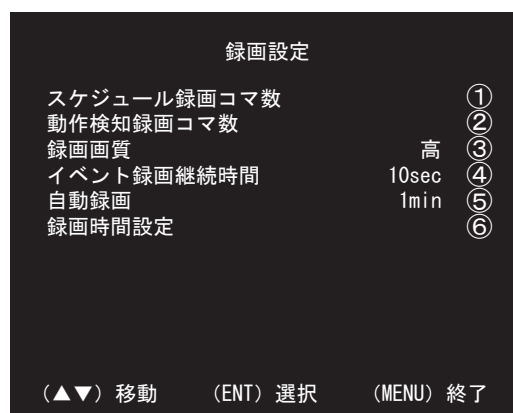 録画設定
スケジュール録画コマ数 ①
動作検知録画コマ数 ②
録画画質 高 ③
イベント録画継続時間 10sec ④
自動録画 1min ⑤
録画時間設定 ⑥
(▲▼) 移動 (ENT) 選択 (MENU) 終了